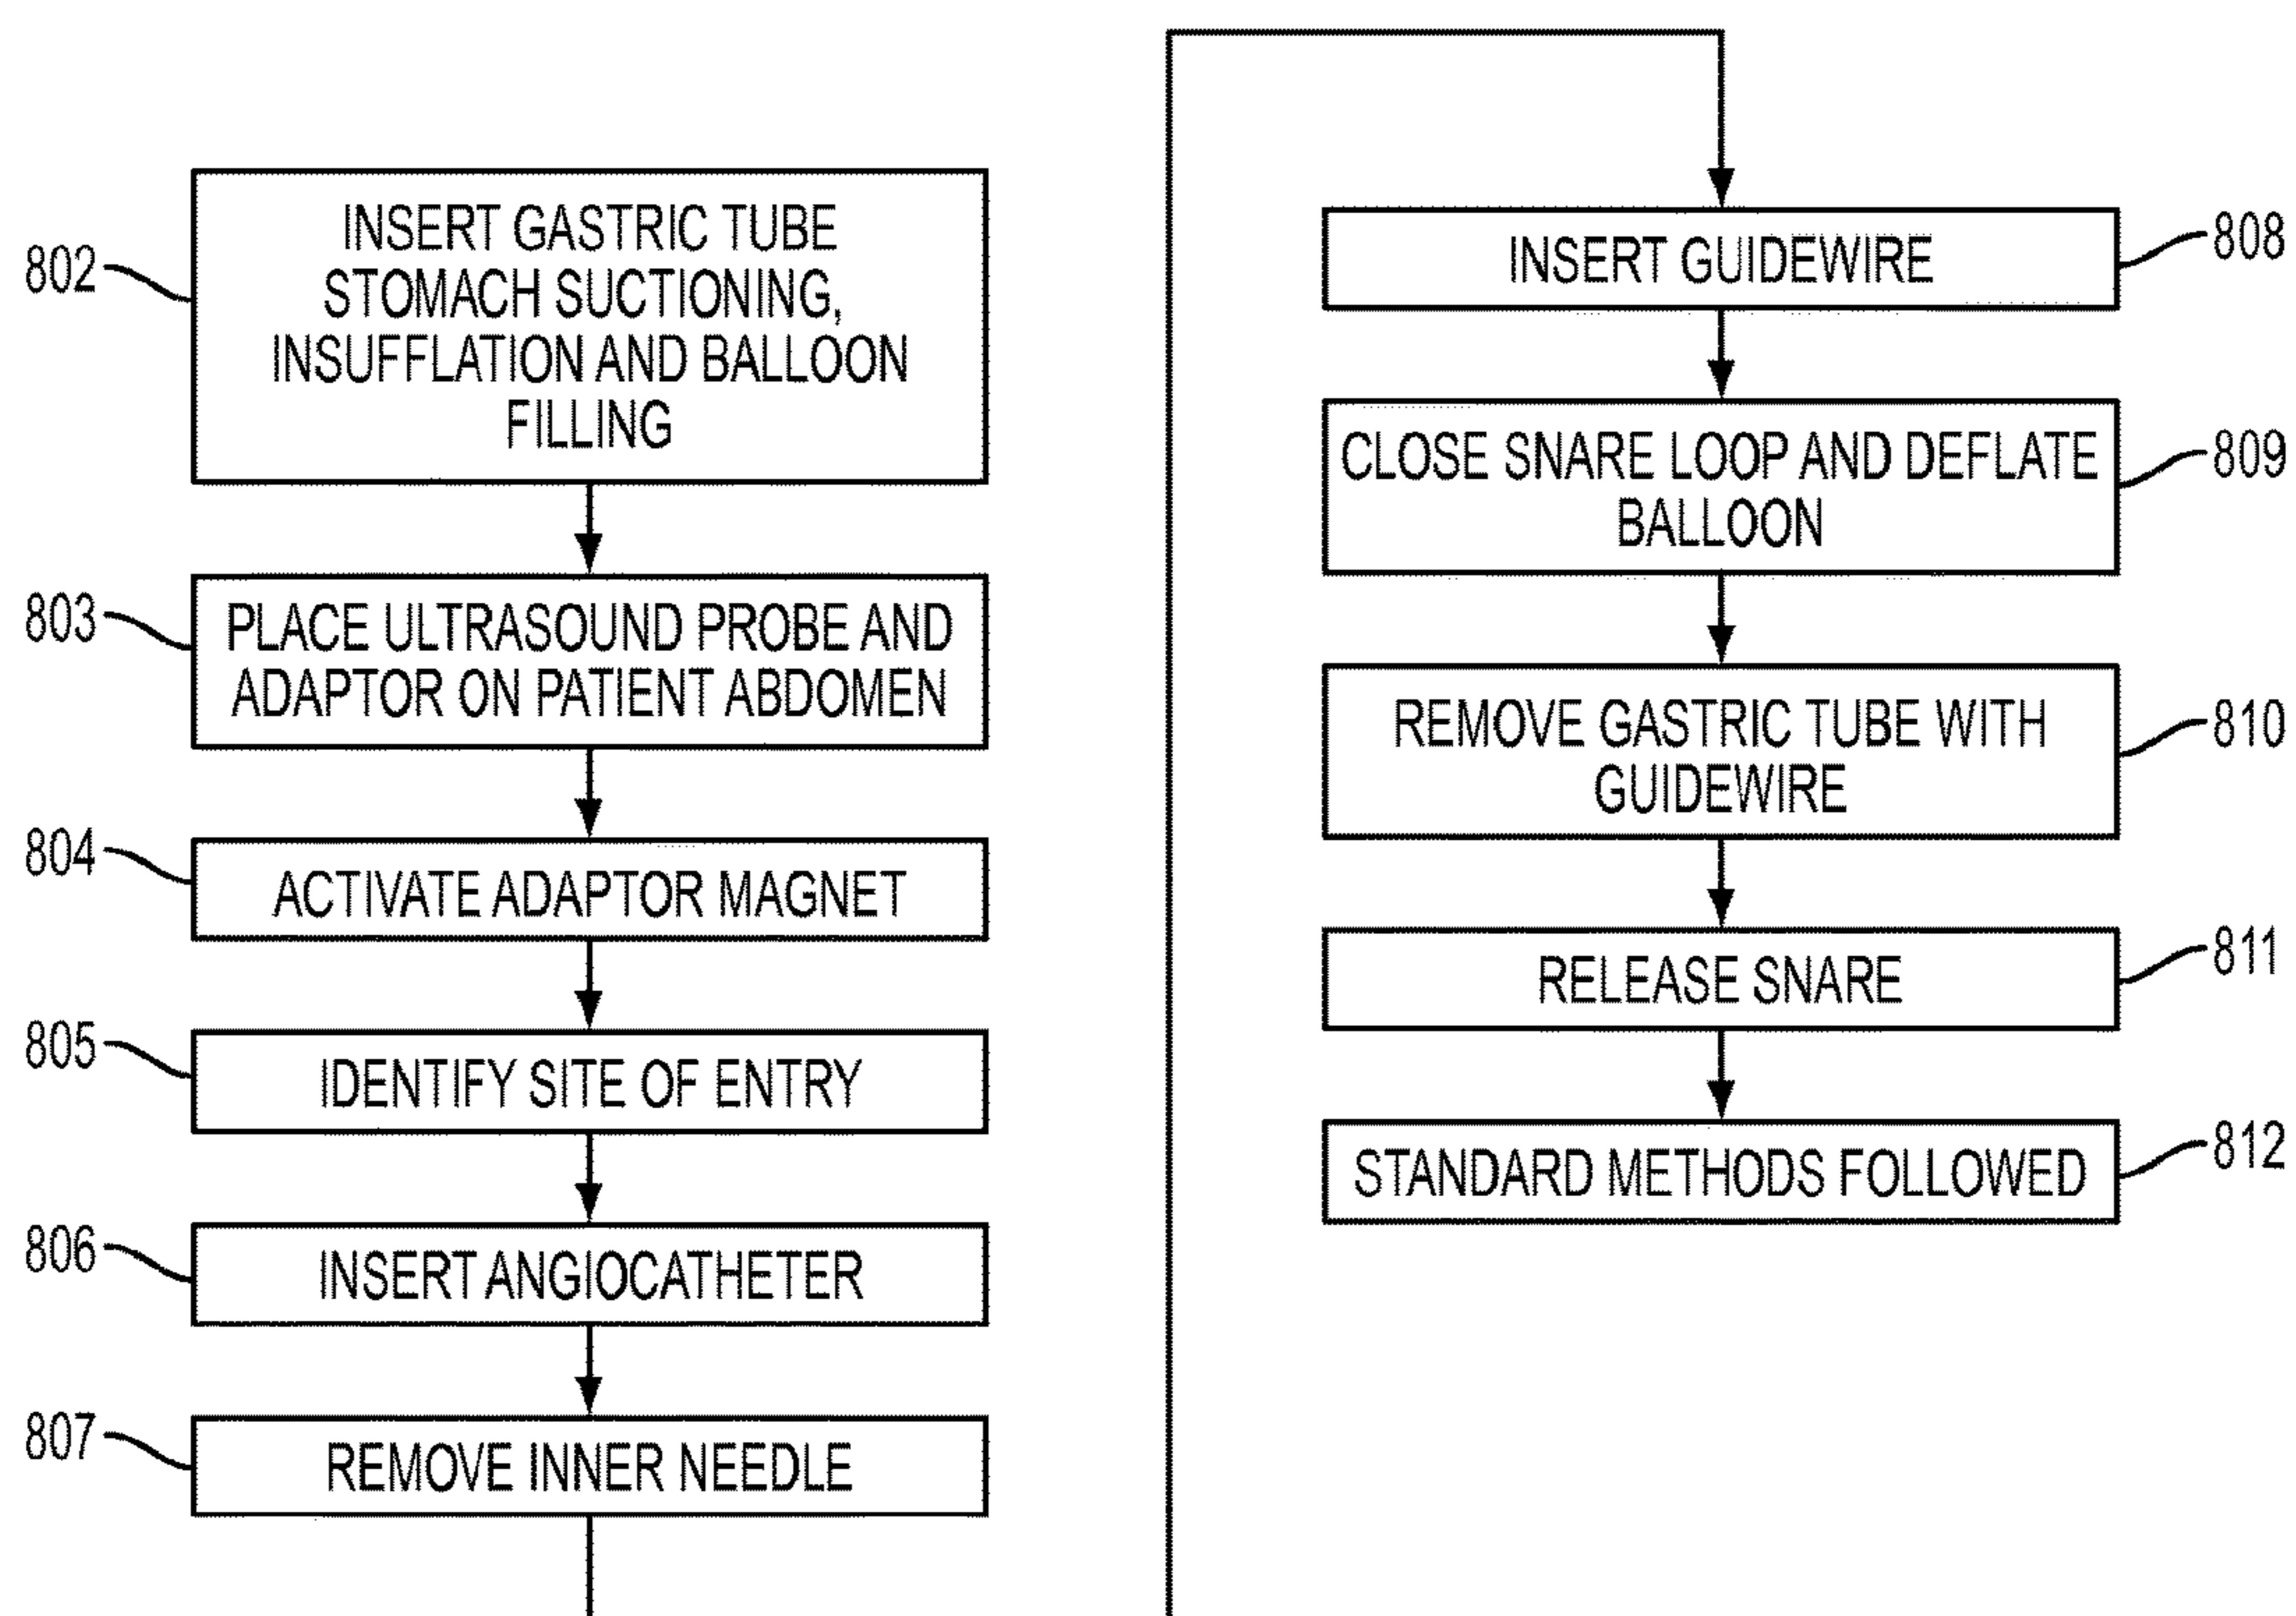 802
INSERT GASTRIC TUBE
STOMACH SUCTIONING,
INSUFFLATION AND BALLOON
FILLING
803
PLACE ULTRASOUND PROBE AND
ADAPTOR ON PATIENT ABDOMEN
804
ACTIVATE ADAPTOR MAGNET
805
IDENTIFY SITE OF ENTRY
806
INSERT ANGIOCATHETER
807
REMOVE INNER NEEDLE
INSERT GUIDEWIRE
808
CLOSE SNARE LOOP AND DEFLATE
BALLOON
809
REMOVE GASTRIC TUBE WITH
GUIDEWIRE
810
RELEASE SNARE
811
STANDARD METHODS FOLLOWED
812